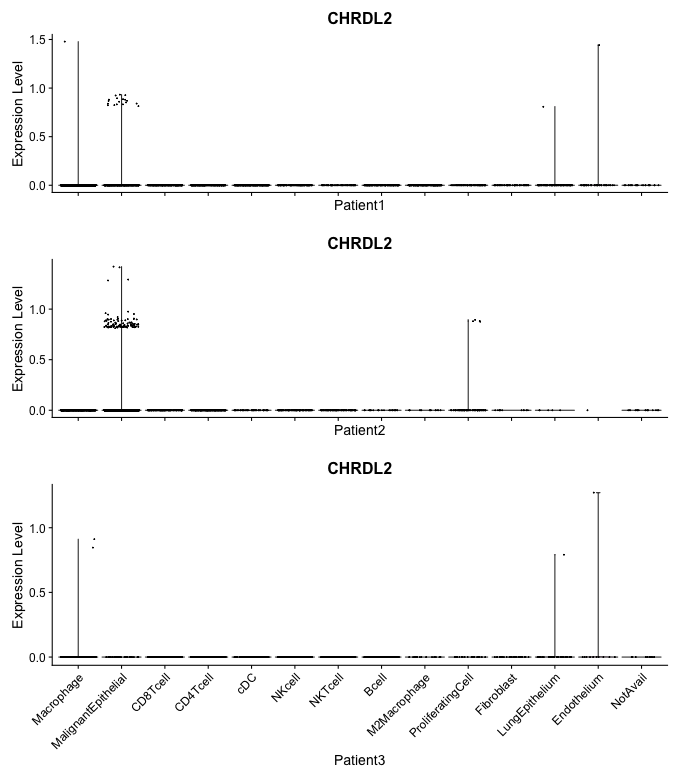 CHRDL2
Expression Level
1.5
1.0
0.5
0.0
Patient1
CHRDL2
Expression Level
1.0
0.5
0.0
Patient2
CHRDL2
Expression Level
1.0
0.5
0.0
Macrophage
MalignantEpithelial
CD8Tcell
CD4Tcell
cDC
NKcell
NKTcell
Bcell
M2Macrophage
ProliferatingCell
Fibroblast
LungEpithelium
Endothelium
NotAvail
Patient3